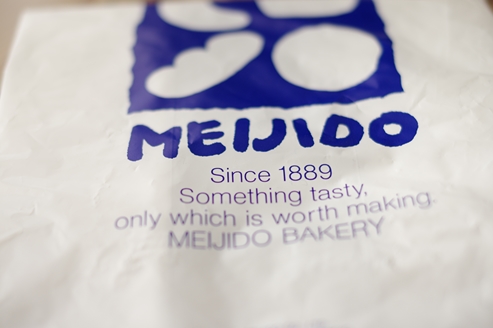 MEIJIDO
Since 1889
Something tasty,
only which is worth making.
MEIJIDO BAKERY